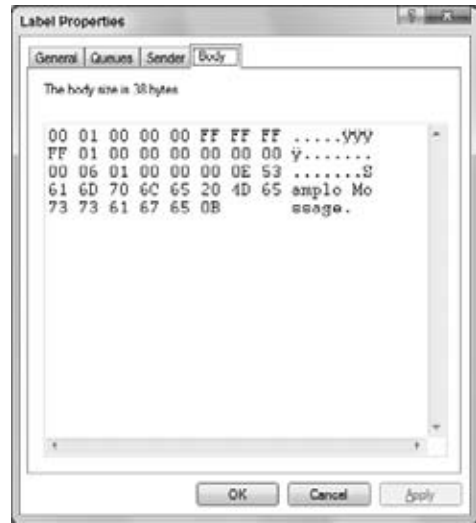 Label Properties
General Queues Sender Body
The body size is 38 bytes
00 01 00 00 00 FF FF FF .....ÿÿÿ
FF 01 00 00 00 00 00 00 ÿ.......
00 06 01 00 00 00 0E 53 .......S
61 6D 70 6C 65 20 4D 65 ample Me
73 73 61 67 65 0B ssage.
OK Cancel Apply